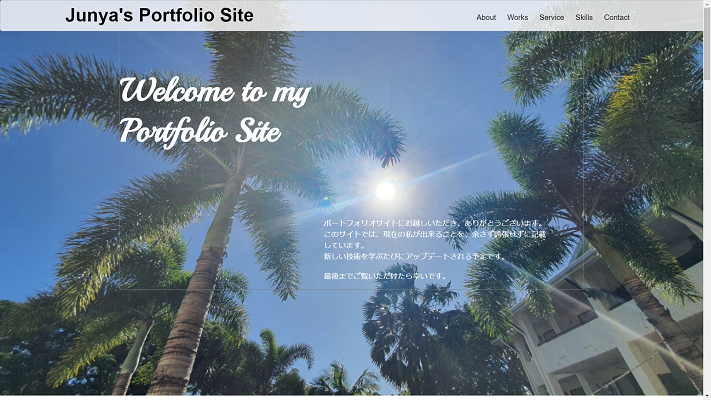 Junya's Portfolio Site
About Works Service Skills Contact
Welcome to my
Portfolio Site
ポートフォリオサイトにお越しいただき、ありがとうございます。
このサイトでは、現在の私が出来ることを、余さず誇張せずに記載
しています。
新しい技術を学ぶたびにアップデートされる予定です。
最後までご覧いただけたら幸いです。